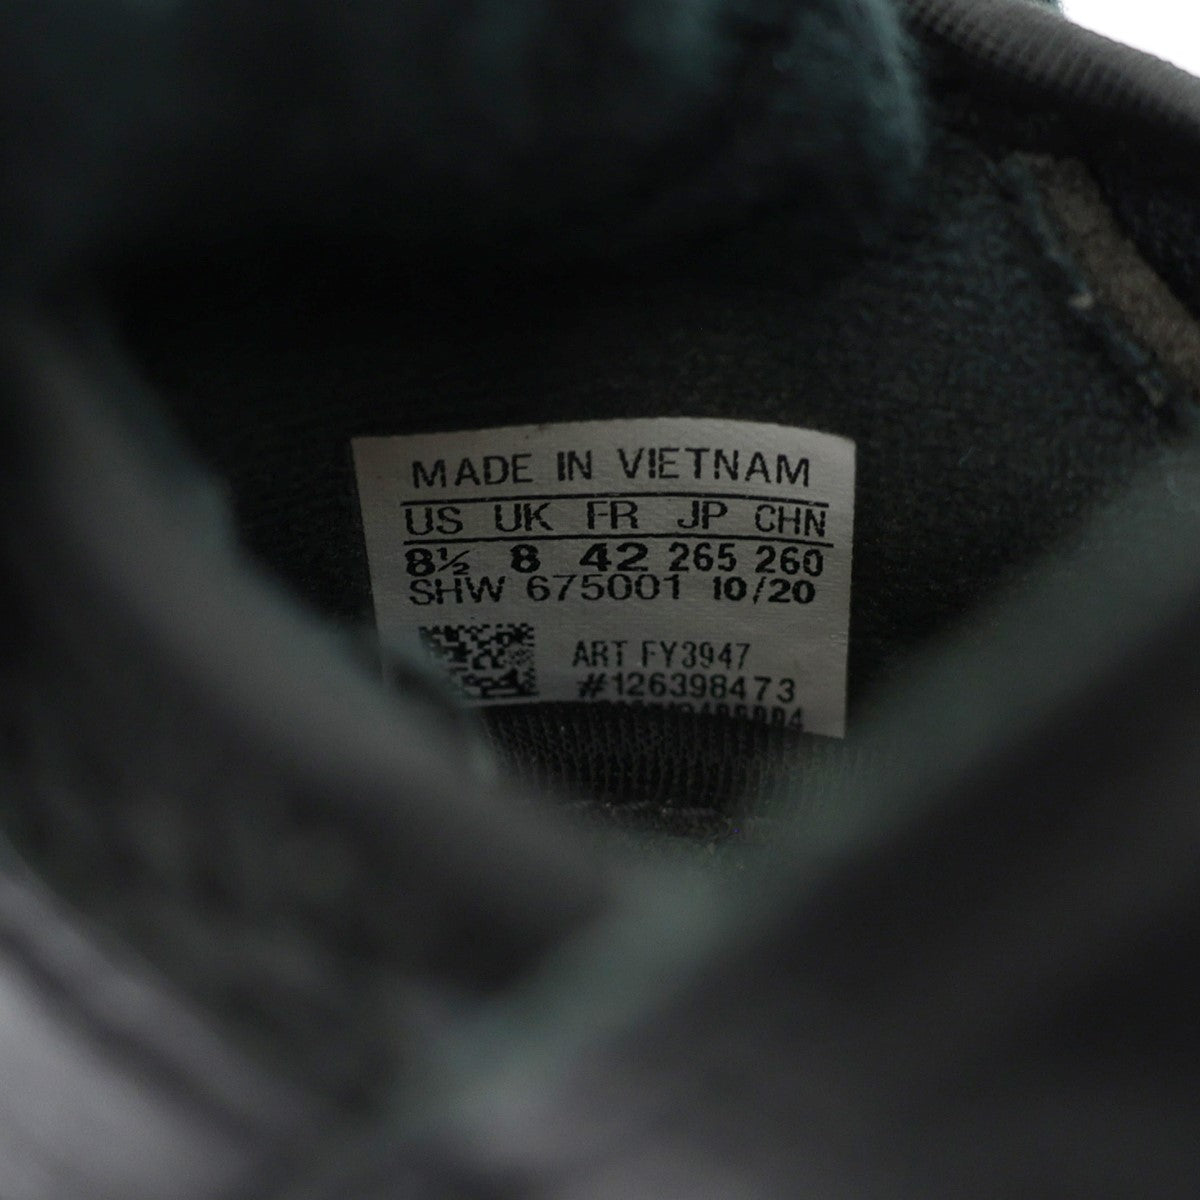 MADE IN VIETNAM
US UK FR JP CHN
8½ 8 42 265 260
SHW 675001 10/20
ART FY3947
#126398473